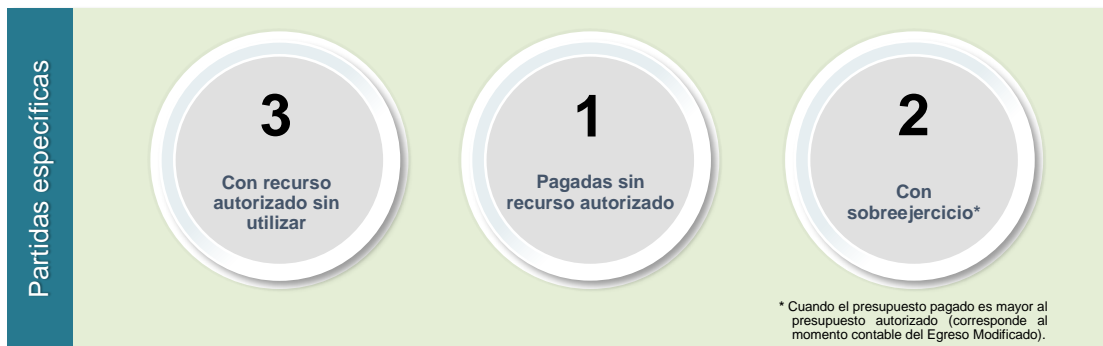 Partidas específicas
3
Con recurso
autorizado sin
utilizar
1
Pagadas sin
recurso autorizado
2
Con
sobreejercicio*
* Cuando el presupuesto pagado es mayor al
presupuesto autorizado (corresponde al
momento contable del Egreso Modificado).